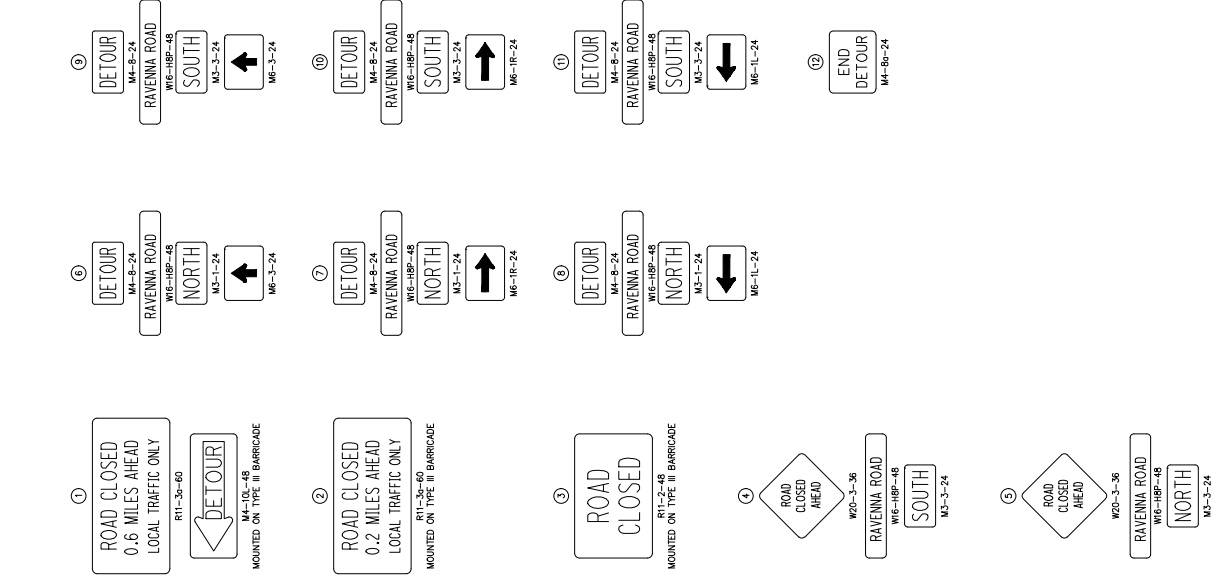 1
ROAD CLOSED
0.6 MILES AHEAD
LOCAL TRAFFIC ONLY
R11-3a-60
DETOUR
M4-10L-48
MOUNTED ON TYPE III BARRICADE
2
ROAD CLOSED
0.2 MILES AHEAD
LOCAL TRAFFIC ONLY
R11-3a-60
MOUNTED ON TYPE III BARRICADE
3
ROAD
CLOSED
R11-2-48
MOUNTED ON TYPE III BARRICADE
4
ROAD
CLOSED
AHEAD
W20-3-36
RAVENNA ROAD
W16-H8P-48
SOUTH
M3-3-24
5
ROAD
CLOSED
AHEAD
W20-3-36
RAVENNA ROAD
W16-H8P-48
NORTH
M3-3-24
6
DETOUR
M4-8-24
RAVENNA ROAD
W16-H8P-48
NORTH
M3-1-24
M6-3-24
7
DETOUR
M4-8-24
RAVENNA ROAD
W16-H8P-48
NORTH
M3-1-24
M6-1R-24
8
DETOUR
M4-8-24
RAVENNA ROAD
W16-H8P-48
NORTH
M3-1-24
M6-1L-24
9
DETOUR
M4-8-24
RAVENNA ROAD
W16-H8P-48
SOUTH
M3-3-24
M6-3-24
10
DETOUR
M4-8-24
RAVENNA ROAD
W16-H8P-48
SOUTH
M3-3-24
M6-1R-24
11
DETOUR
M4-8-24
RAVENNA ROAD
W16-H8P-48
SOUTH
M3-3-24
M6-1L-24
12
END
DETOUR
M4-8a-24